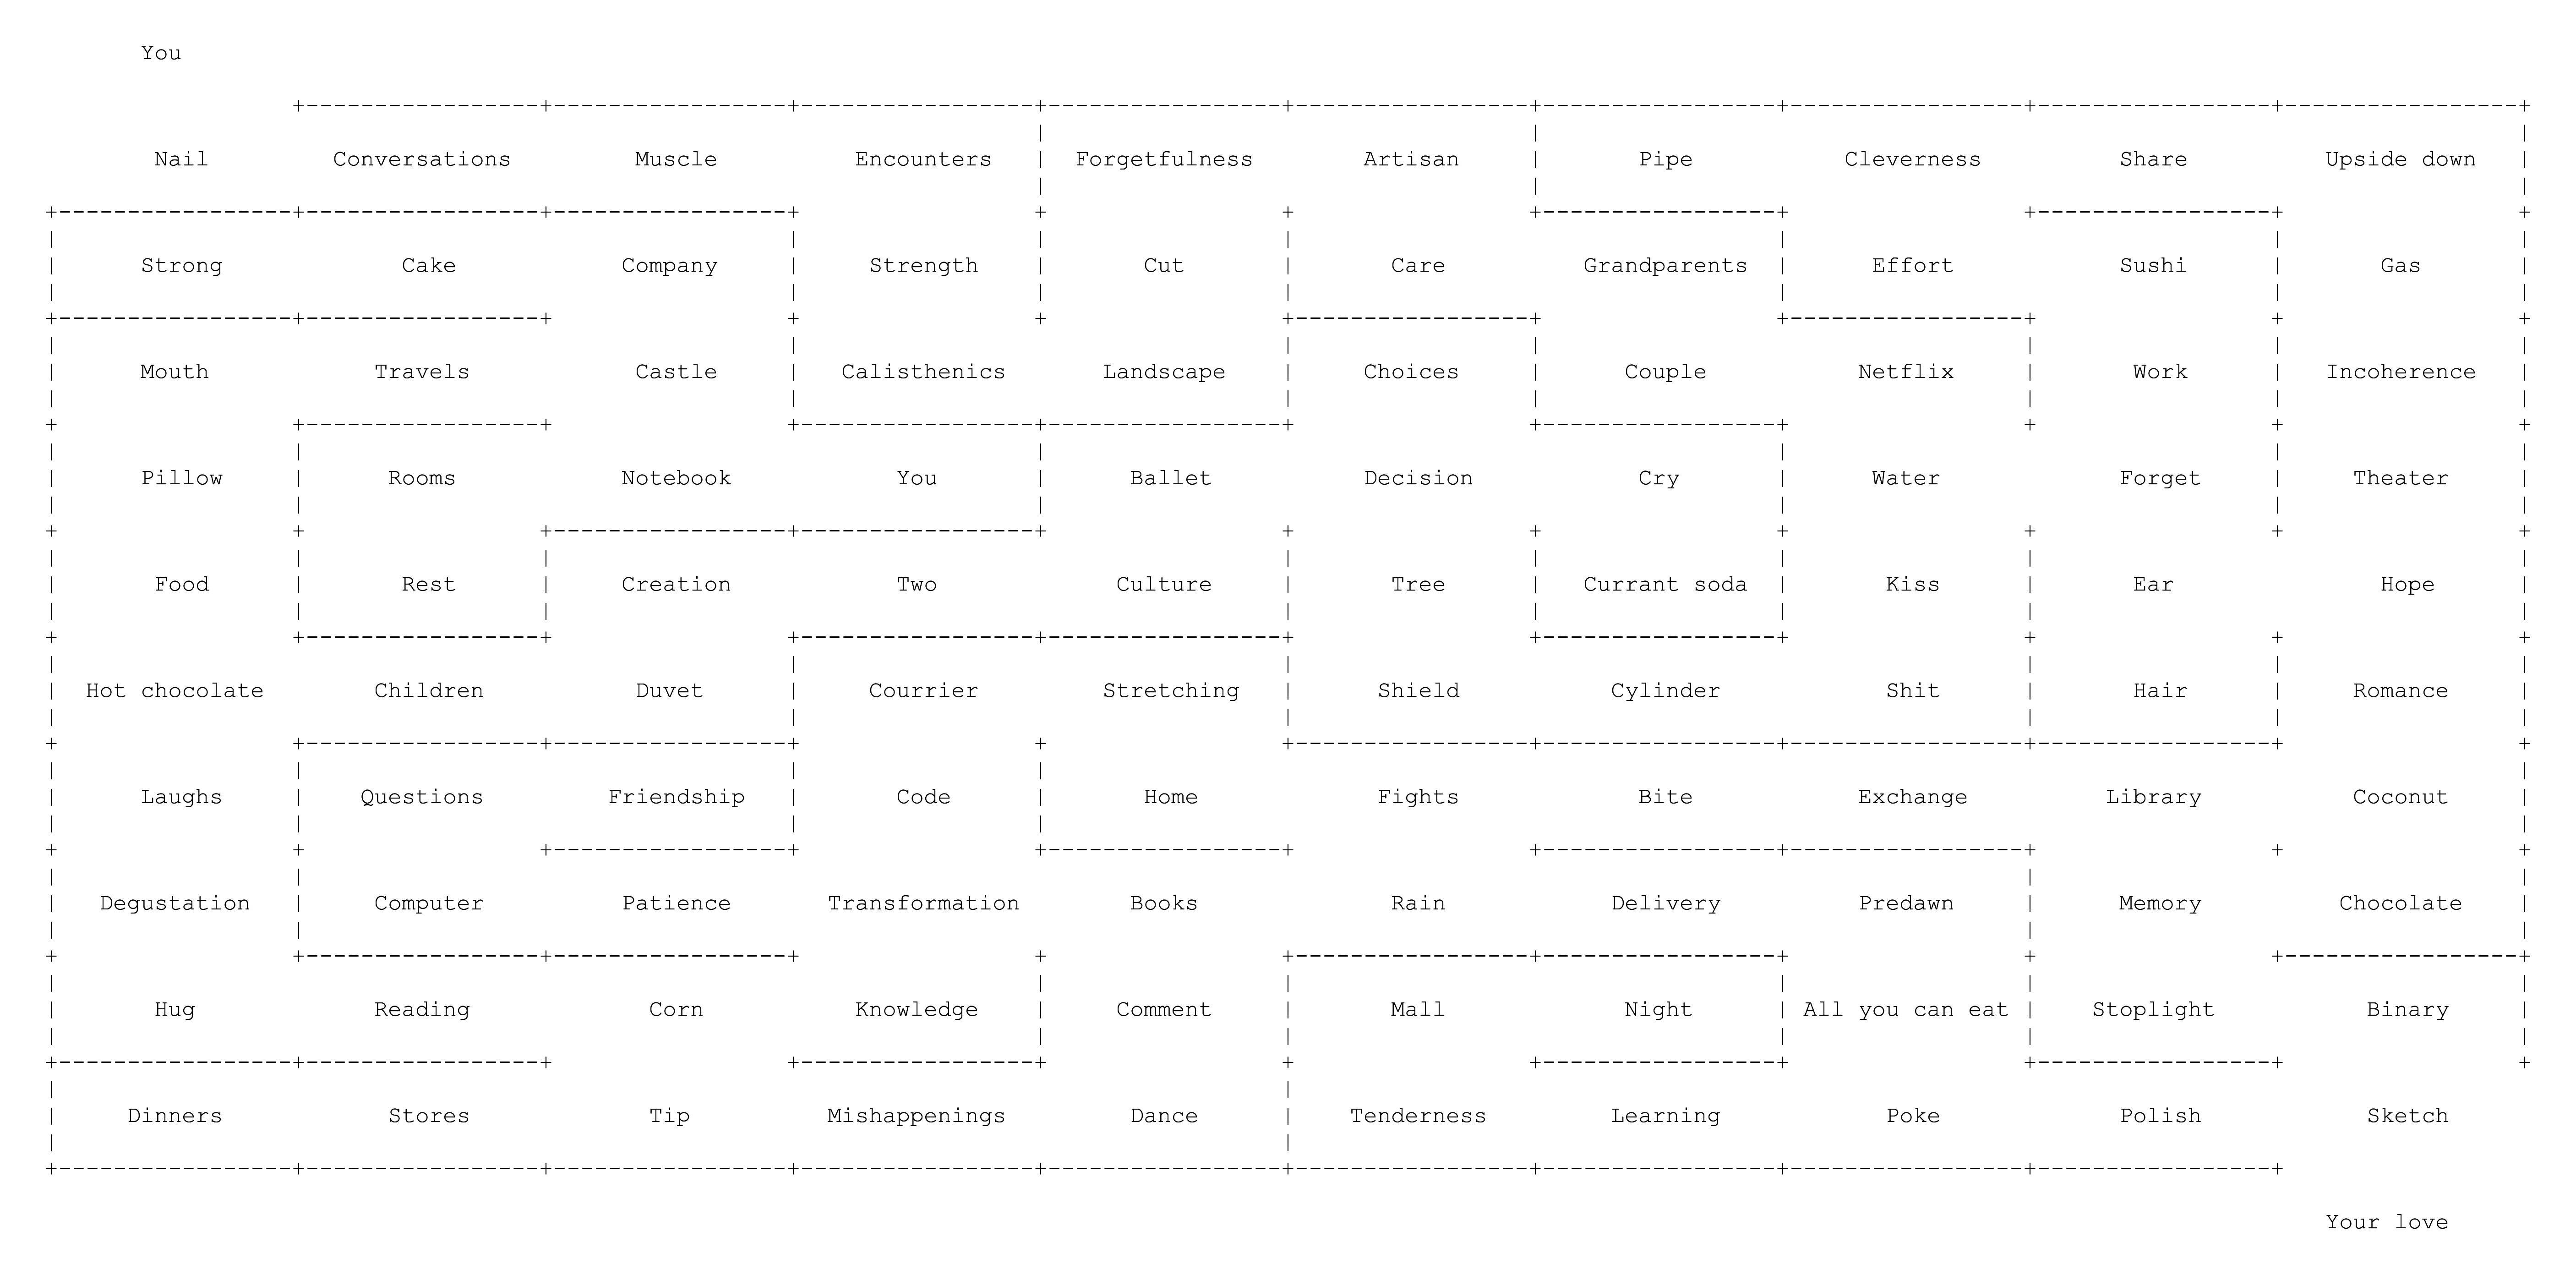 You
Nail Conversations Muscle Encounters Forgetfulness Artisan Pipe Cleverness Share Upside down
Strong Cake Company Strength Cut Care Grandparents Effort Sushi Gas
Mouth Travels Castle Calisthenics Landscape Choices Couple Netflix Work Incoherence
Pillow Rooms Notebook You Ballet Decision Cry Water Forget Theater
Food Rest Creation Two Culture Tree Currant soda Kiss Ear Hope
Hot chocolate Children Duvet Courrier Stretching Shield Cylinder Shit Hair Romance
Laughs Questions Friendship Code Home Fights Bite Exchange Library Coconut
Degustation Computer Patience Transformation Books Rain Delivery Predawn Memory Chocolate
Hug Reading Corn Knowledge Comment Mall Night All you can eat Stoplight Binary
Dinners Stores Tip Mishappenings Dance Tenderness Learning Poke Polish Sketch
Your love